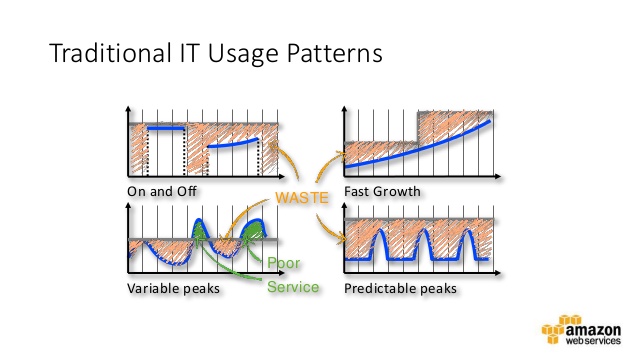 Traditional IT Usage Patterns
On and Off
WASTE
Fast Growth
Poor
Service
Variable peaks
Predictable peaks
amazon
web services